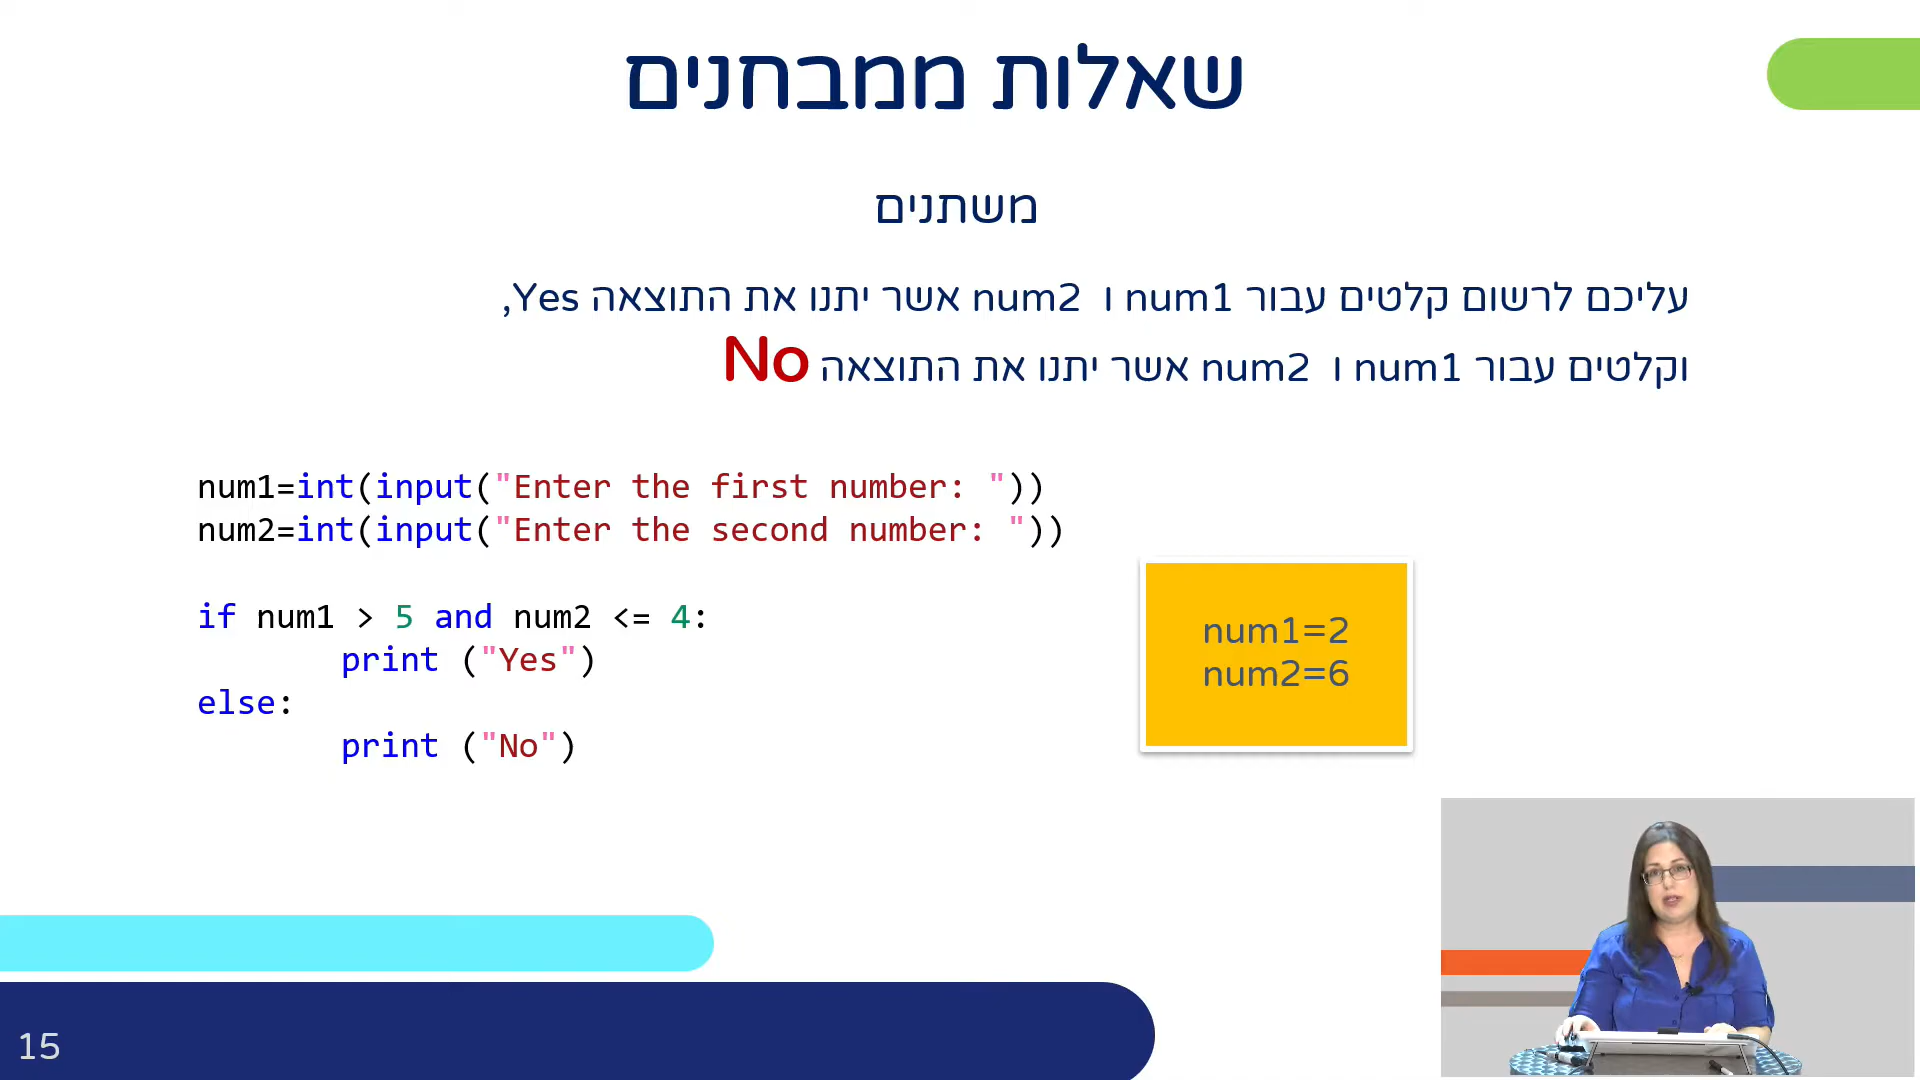 שאלות ממבחנים
משתנים
עליכם לרשום קלטים עבור num1 ו num2 אשר יתנו את התוצאה Yes,
וקלטים עבור num1 ו num2 אשר יתנו את התוצאה No
num1=int(input("Enter the first number: "))
num2=int(input("Enter the second number: "))
if num1 > 5 and num2 <= 4:
print ("Yes")
else:
print ("No")
num1=2
num2=6
15